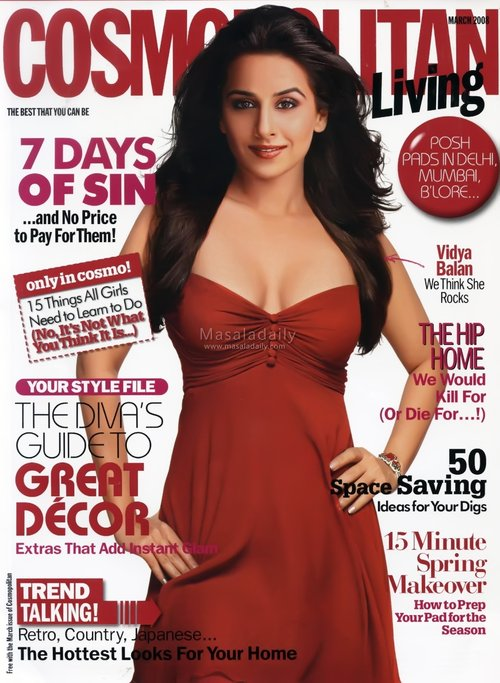 COSMOPOLITAN
MARCH 2008
Living
THE BEST THAT YOU CAN BE
7 DAYS
OF SIN
...and No Price
to Pay For Them!
POSH
PADS IN DELHI,
MUMBAI,
B'LORE...
only in cosmo!
15 Things All Girls
Need to Learn to Do
(No, It's Not What
You Think It Is...)
Vidya
Balan
We Think She
Rocks
Masaladaily
www.masaladaily.com
THE HIP
HOME
We Would
Kill For
(Or Die For...!)
YOUR STYLE FILE
THE DIVA'S
GUIDE TO
GREAT
DÉCOR
Extras That Add Instant Glam
50
Space Saving
Ideas for Your Digs
15 Minute
Spring
Makeover
How to Prep
Your Pad for the
Season
TREND
TALKING!
Retro, Country, Japanese...
The Hottest Looks For Your Home
Free with the March issue of Cosmopolitan